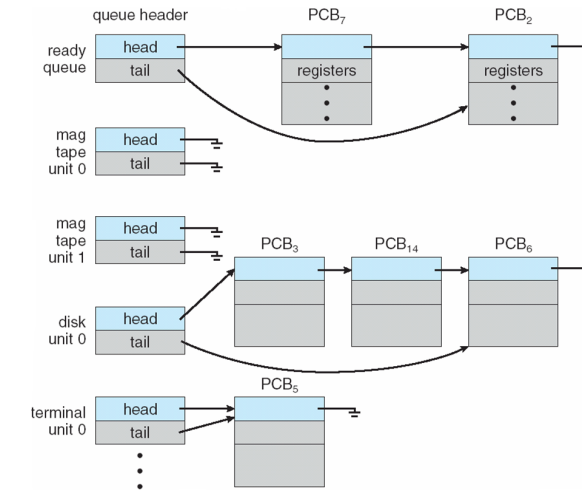 queue header
PCB7
PCB2
ready
queue
head
tail
registers
registers
mag
tape
unit 0
head
tail
mag
tape
unit 1
head
tail
PCB3
PCB14
PCB6
disk
unit 0
head
tail
PCB5
terminal
unit 0
head
tail